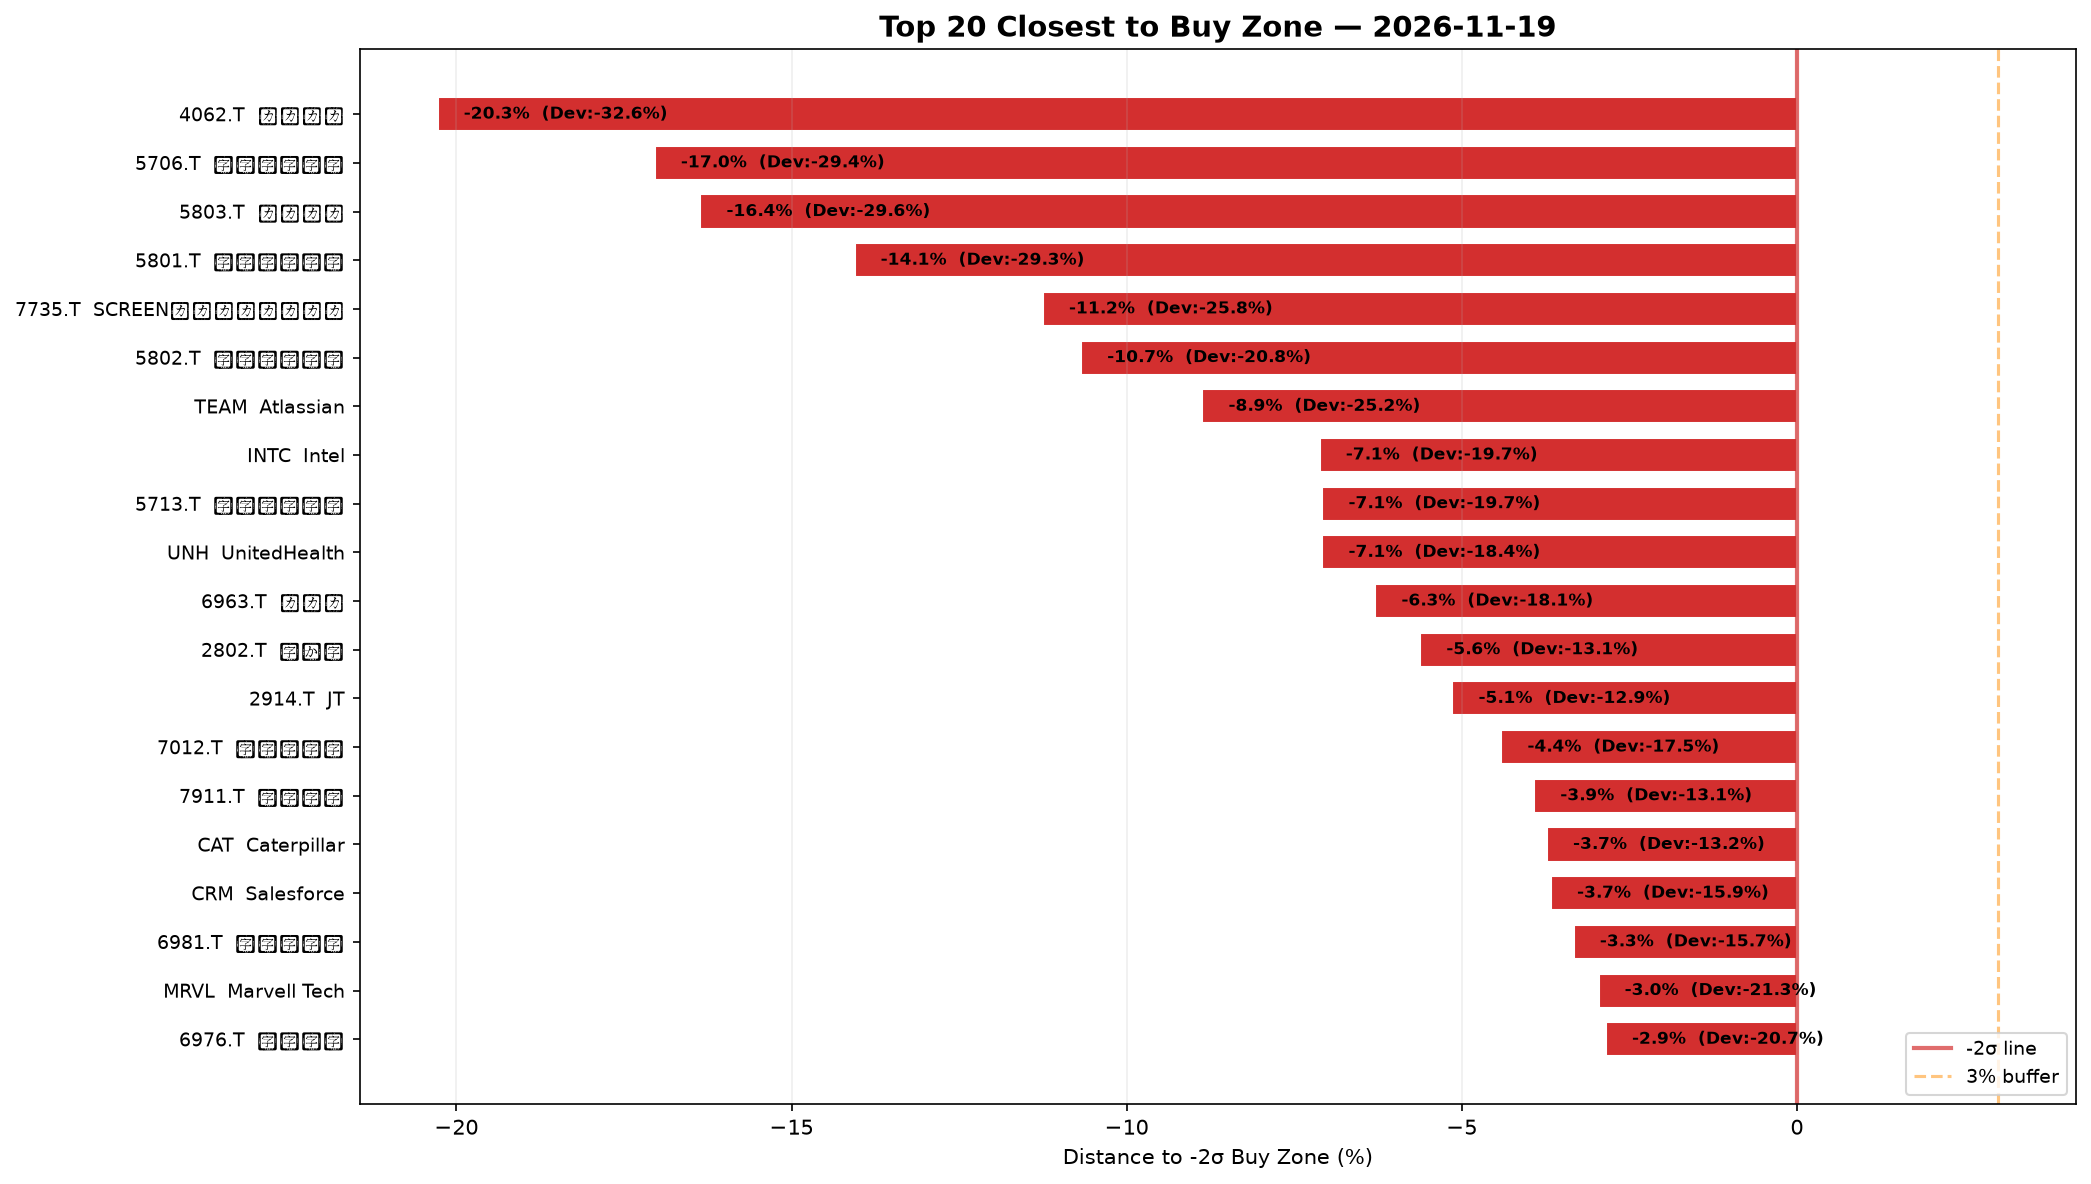 Top 20 Closest to Buy Zone — 2026-11-19
4062.T
-20.3% (Dev:-32.6%)
5706.T
-17.0% (Dev:-29.4%)
5803.T
-16.4% (Dev:-29.6%)
5801.T
-14.1% (Dev:-29.3%)
7735.T SCREEN
-11.2% (Dev:-25.8%)
5802.T
-10.7% (Dev:-20.8%)
TEAM Atlassian
-8.9% (Dev:-25.2%)
INTC Intel
-7.1% (Dev:-19.7%)
5713.T
-7.1% (Dev:-19.7%)
UNH UnitedHealth
-7.1% (Dev:-18.4%)
6963.T
-6.3% (Dev:-18.1%)
2802.T
-5.6% (Dev:-13.1%)
2914.T JT
-5.1% (Dev:-12.9%)
7012.T
-4.4% (Dev:-17.5%)
7911.T
-3.9% (Dev:-13.1%)
CAT Caterpillar
-3.7% (Dev:-13.2%)
CRM Salesforce
-3.7% (Dev:-15.9%)
6981.T
-3.3% (Dev:-15.7%)
MRVL Marvell Tech
-3.0% (Dev:-21.3%)
6976.T
-2.9% (Dev:-20.7%)
-2σ line
3% buffer
−20 −15 −10 −5 0
Distance to -2σ Buy Zone (%)